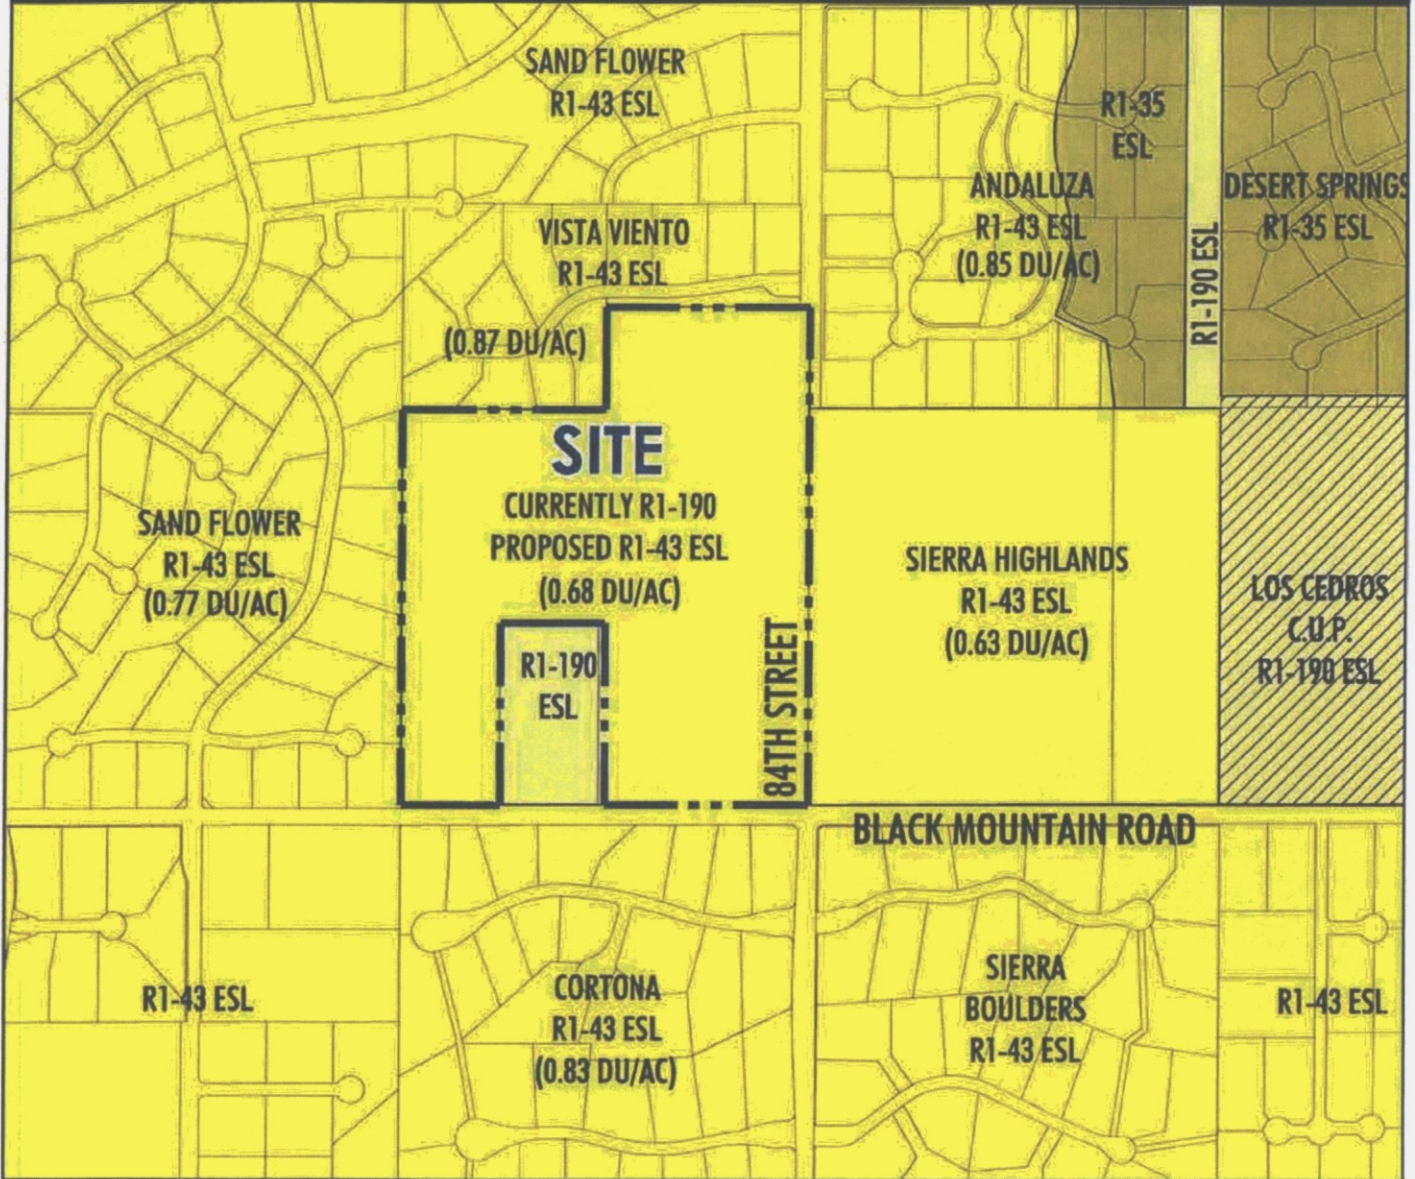 SAND FLOWER
R1-43 ESL
R1-35
ESL
ANDALUZA
R1-43 ESL
(0.85 DU/AC)
R1-190 ESL
DESERT SPRINGS
R1-35 ESL
VISTA VIENTO
R1-43 ESL
(0.87 DU/AC)
SITE
CURRENTLY R1-190
PROPOSED R1-43 ESL
(0.68 DU/AC)
SAND FLOWER
R1-43 ESL
(0.77 DU/AC)
SIERRA HIGHLANDS
R1-43 ESL
(0.63 DU/AC)
LOS CEDROS
C.U.P.
R1-190 ESL
R1-190
ESL
84TH STREET
BLACK MOUNTAIN ROAD
R1-43 ESL
CORTONA
R1-43 ESL
(0.83 DU/AC)
SIERRA
BOULDERS
R1-43 ESL
R1-43 ESL